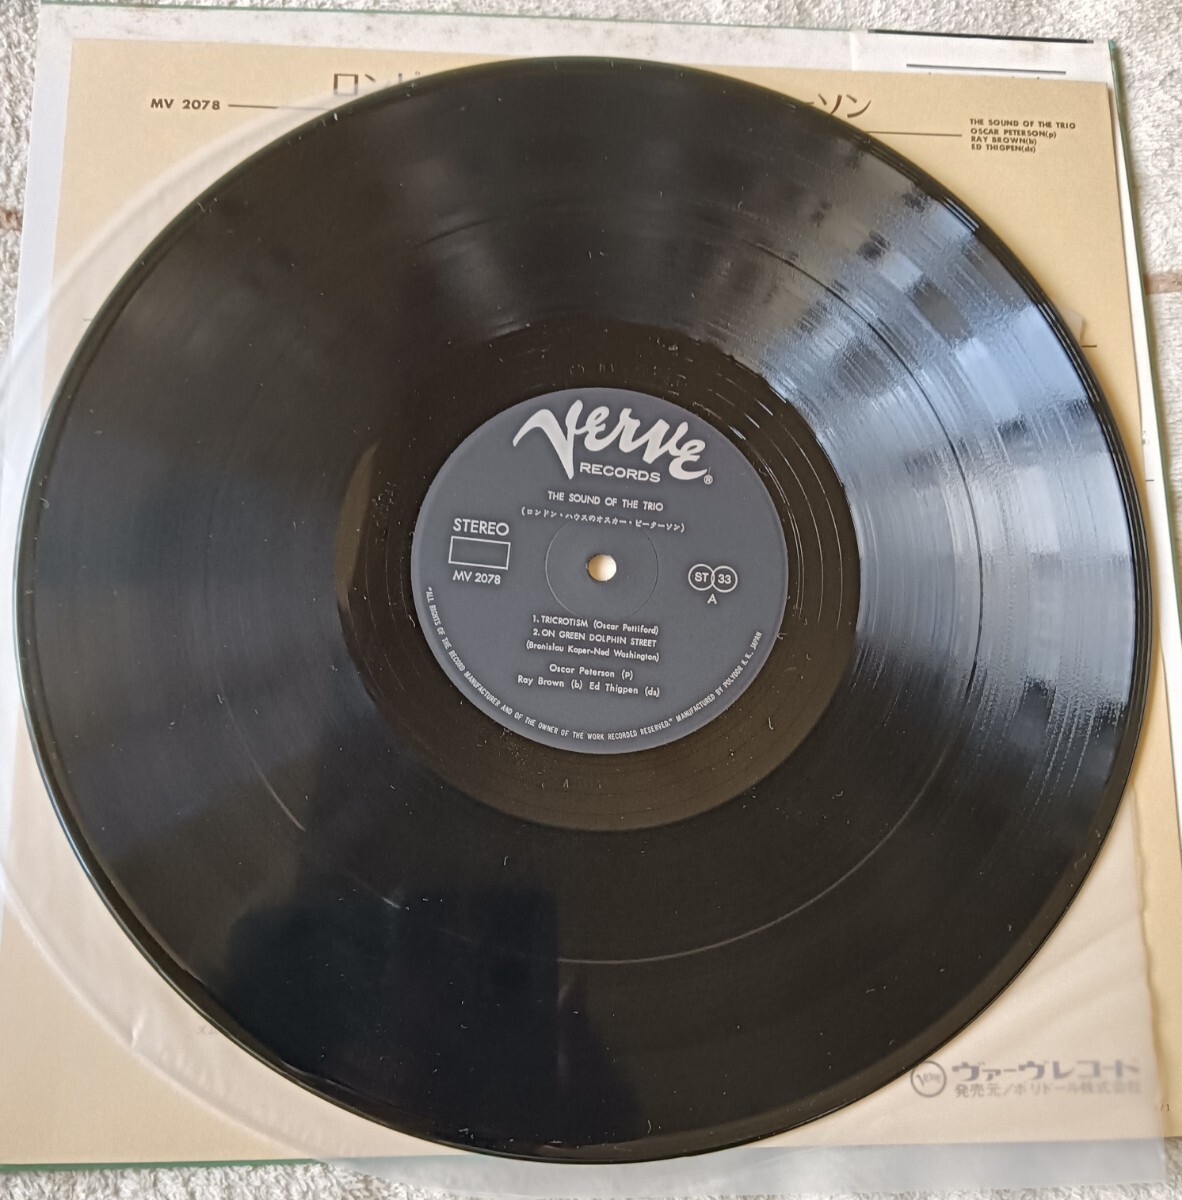 ロンド
ーソン
MV 2078
THE SOUND OF THE TRIO
OSCAR PETERSON(p)
RAY BROWN(b)
ED THIGPEN(ds)
VERVE
RECORDS ®
THE SOUND OF THE TRIO
(ロンドン・ハウスのオスカー・ピーターソン)
STEREO
MV 2078
ST 33
A
1. TRICROTISM (Oscar Pettiford)
2. ON GREEN DOLPHIN STREET
(Bronislau Kaper-Ned Washington)
Oscar Peterson (p)
Ray Brown (b) Ed Thigpen (ds)
"ALL RIGHTS OF THE RECORD MANUFACTURER AND OF THE OWNER OF THE WORK RECORDED RESERVED." MANUFACTURED BY POLYDOR K. K., JAPAN
Verve ヴァーヴレコード
発売元/ポリドール株式会社